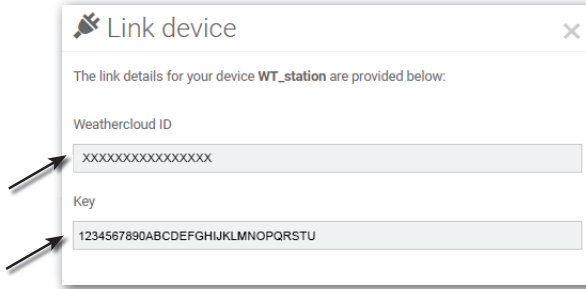 Link device
The link details for your device WT_station are provided below:
Weathercloud ID
XXXXXXXXXXXXXXXX
Key
1234567890ABCDEFGHIJKLMNOPQRSTU